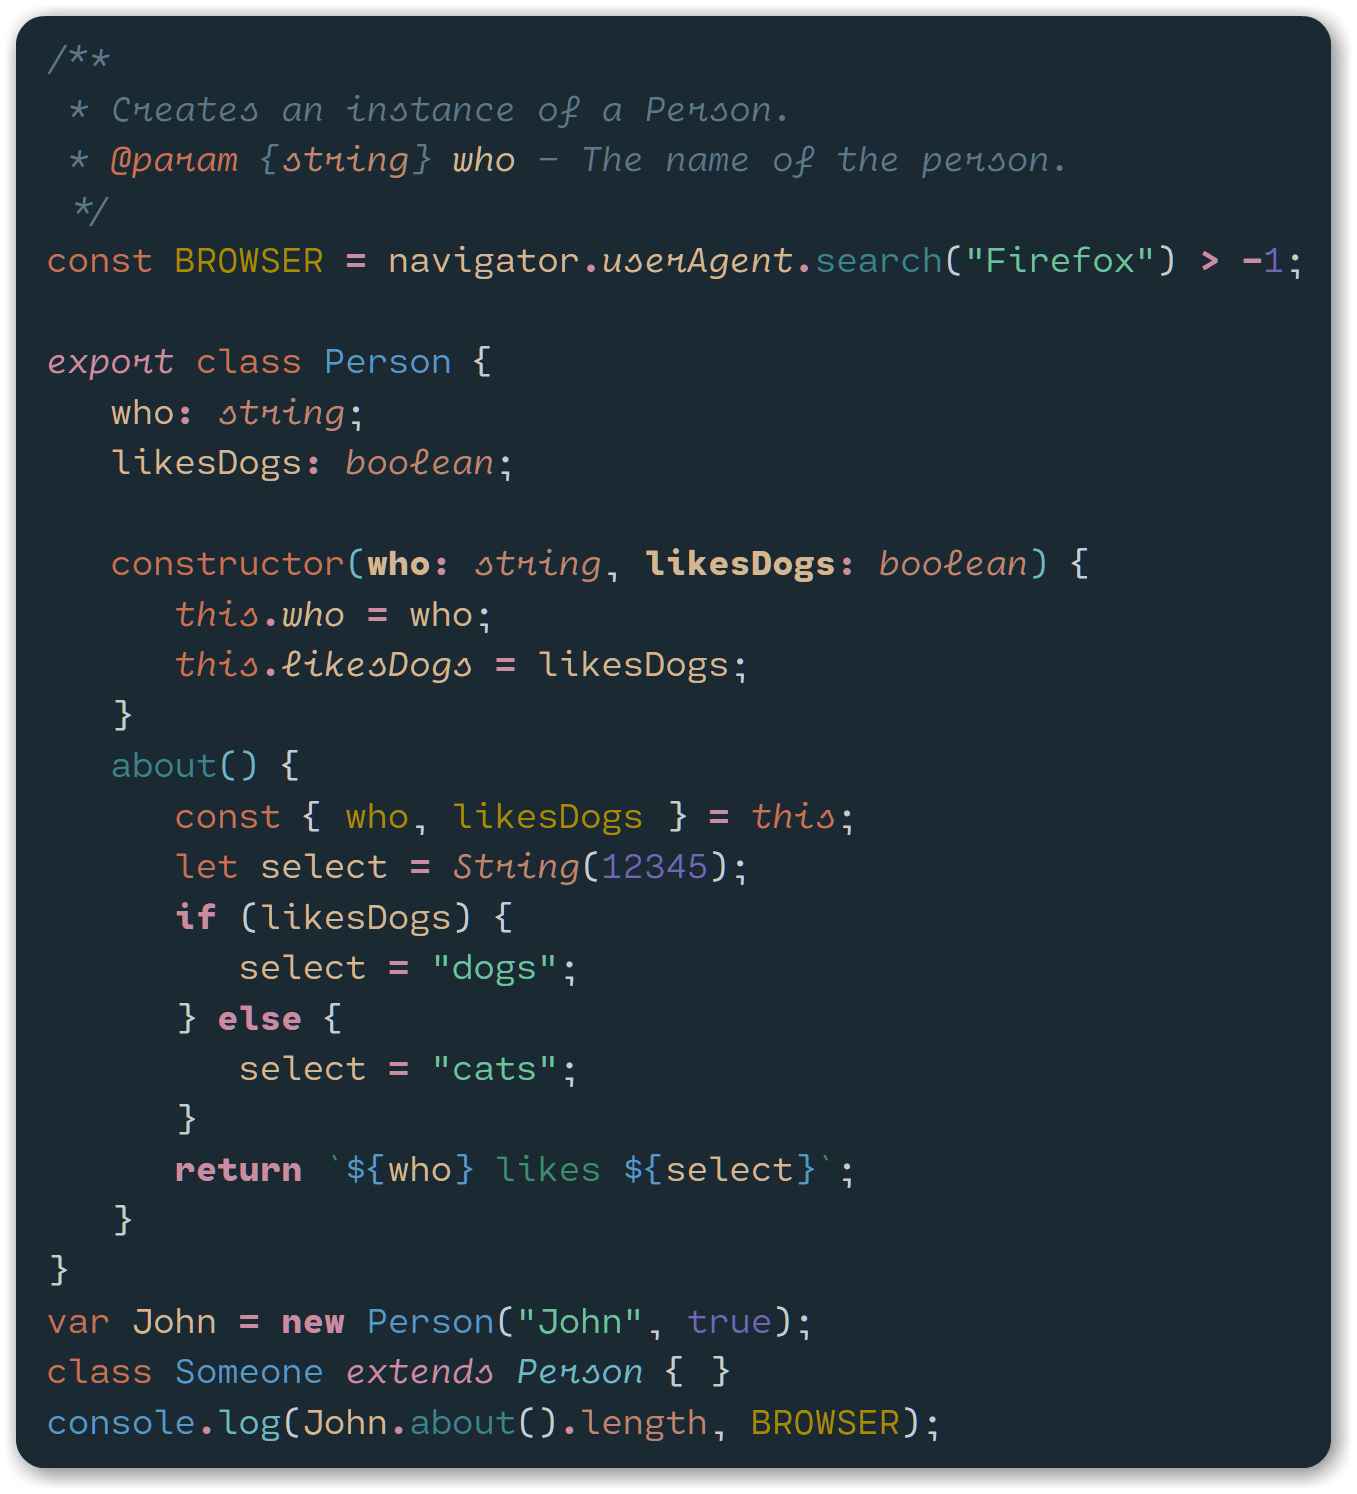 /**
 * Creates an instance of a Person.
 * @param {string} who - The name of the person.
 */
const BROWSER = navigator.userAgent.search("Firefox") > -1;

export class Person {
   who: string;
   likesDogs: boolean;

   constructor(who: string, likesDogs: boolean) {
      this.who = who;
      this.likesDogs = likesDogs;
   }
   about() {
      const { who, likesDogs } = this;
      let select = String(12345);
      if (likesDogs) {
         select = "dogs";
      } else {
         select = "cats";
      }
      return `${who} likes ${select}`;
   }
}
var John = new Person("John", true);
class Someone extends Person { }
console.log(John.about().length, BROWSER);